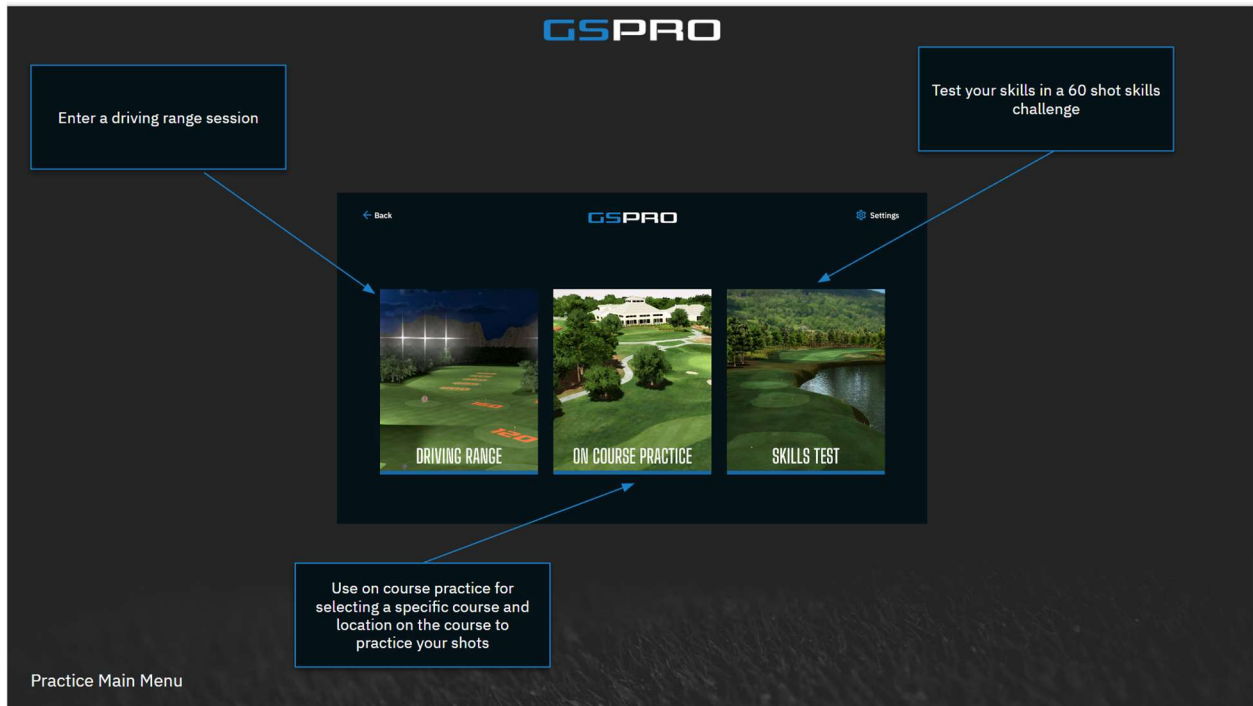 GSPRO
Enter a driving range session
Test your skills in a 60 shot skills
challenge
Back
GSPRO
Settings
150
120
DRIVING RANGE
ON COURSE PRACTICE
SKILLS TEST
Use on course practice for
selecting a specific course and
location on the course to
practice your shots
Practice Main Menu